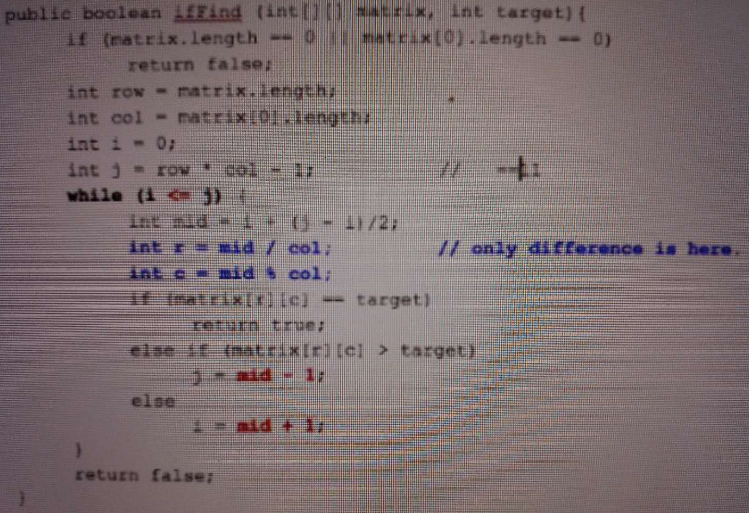 public boolean ifFind (int[][] matrix, int target){
if (matrix.length == 0 || matrix[0].length == 0)
return false;
int row = matrix.length;
int col = matrix[0].length;
int i = 0;
int j = row * col - 1; //
while (i <= j) {
int mid = i + (j - i)/2;
int r = mid / col; // only difference is here.
int c = mid % col;
if (matrix[r][c] == target)
return true;
else if (matrix[r][c] > target)
j = mid - 1;
else
i = mid + 1;
}
return false;
}